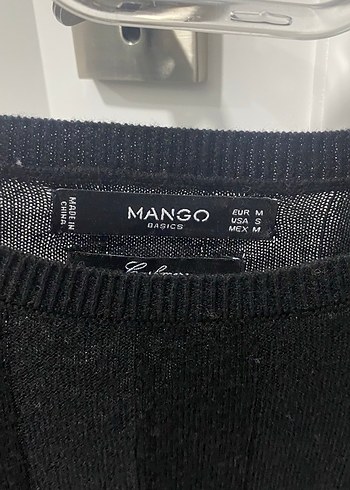 MADE IN
CHINA
MANGO
BASICS
EUR M
USA S
MEX M